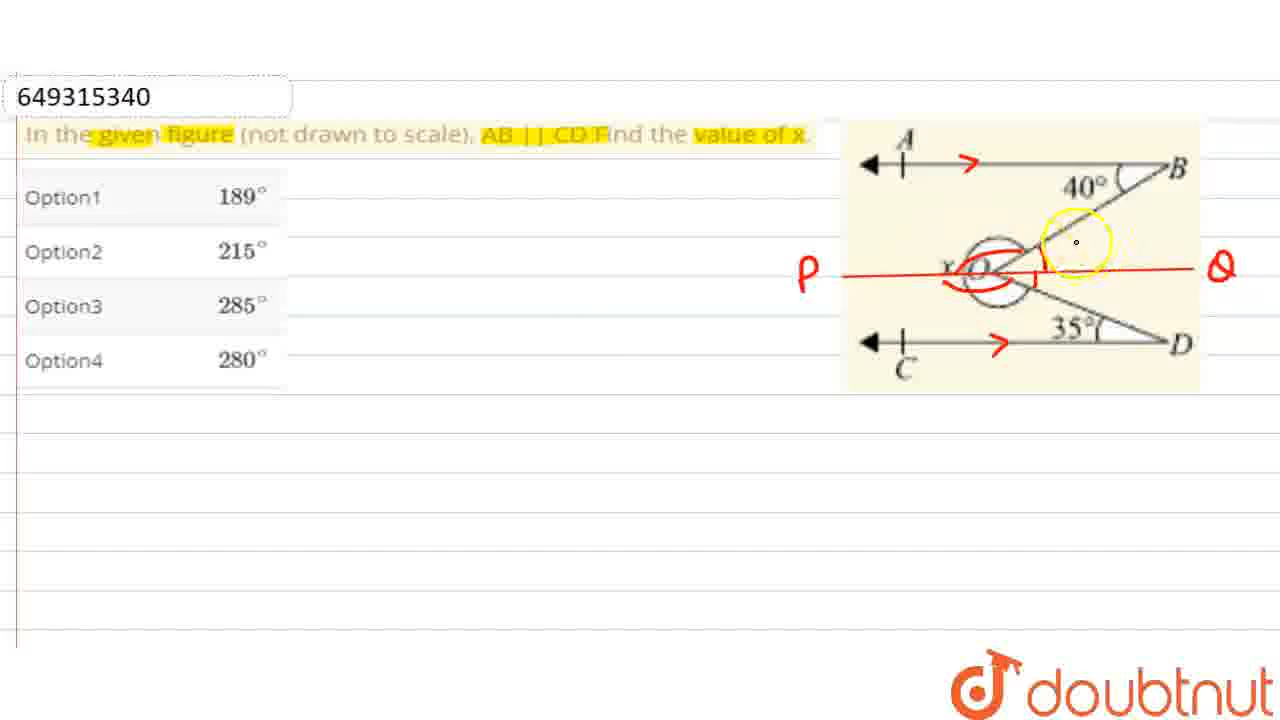 649315340
In the given figure (not drawn to scale), AB || CD Find the value of x.
Option1 189°
Option2 215°
Option3 285°
Option4 280°
A
B
40°
P
x
O
Q
35°
D
C
doubtnut